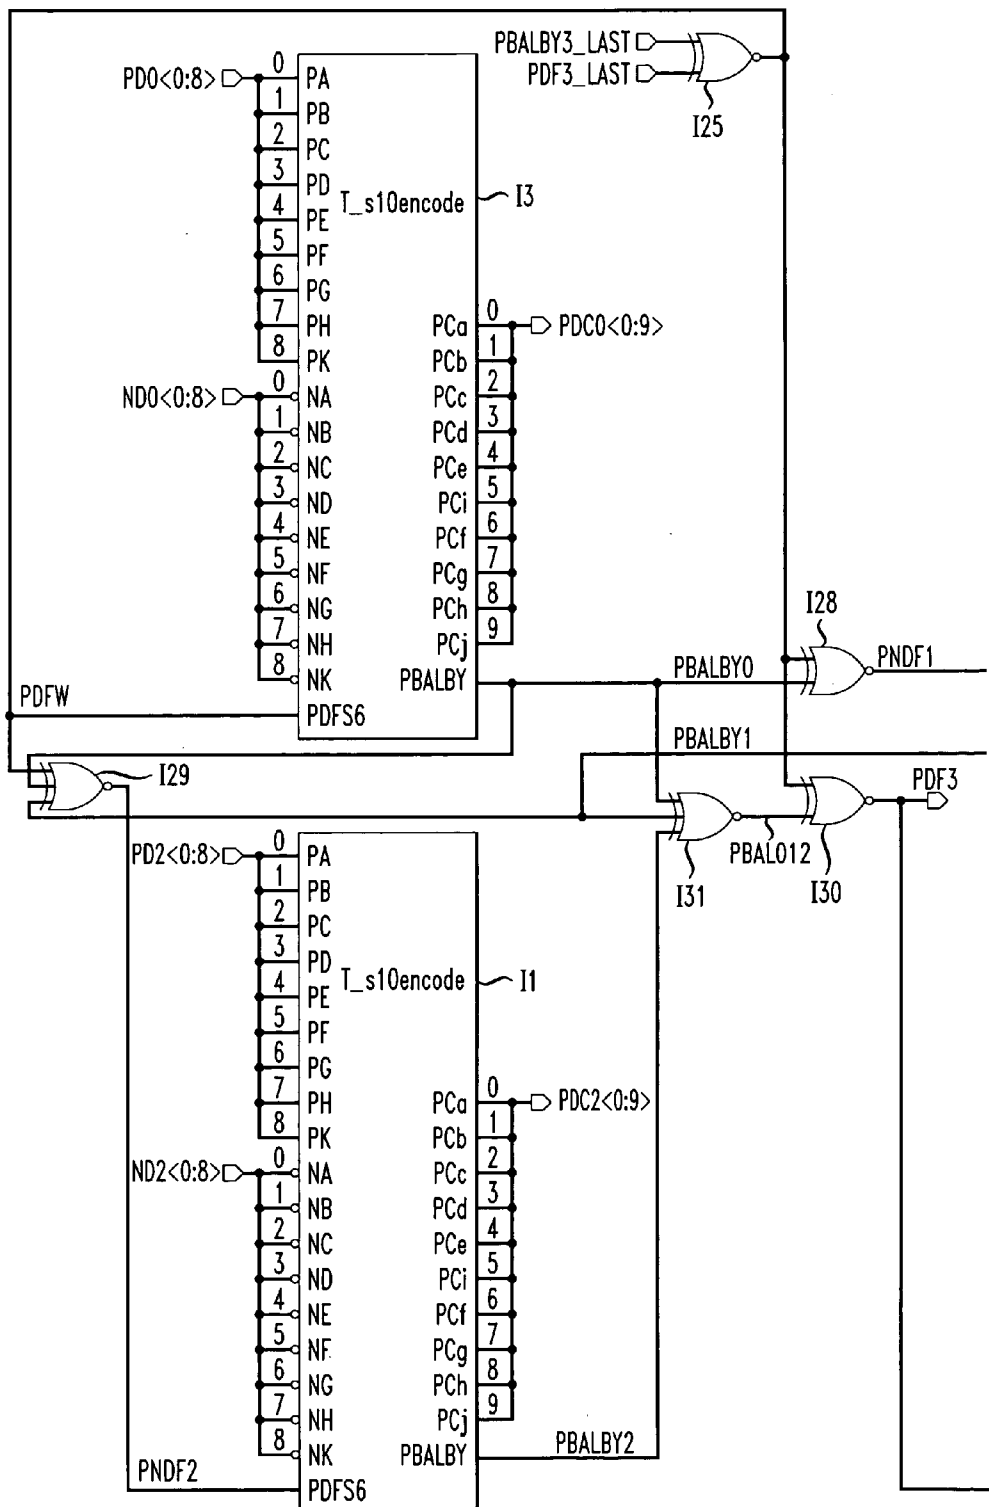 PBALBY3_LAST
PDF3_LAST
I25
PD0<0:8>
0 PA
1 PB
2 PC
3 PD
4 PE
5 PF
6 PG
7 PH
8 PK
T_s10encode
I3
ND0<0:8>
0 NA
1 NB
2 NC
3 ND
4 NE
5 NF
6 NG
7 NH
8 NK
PCa 0
PCb 1
PCc 2
PCd 3
PCe 4
PCi 5
PCf 6
PCg 7
PCh 8
PCj 9
PDC0<0:9>
PBALBY
PDFS6
PDFW
PBALBY0
I28
PNDF1
PBALBY1
I29
PDF3
I31
PBAL012
I30
PD2<0:8>
0 PA
1 PB
2 PC
3 PD
4 PE
5 PF
6 PG
7 PH
8 PK
T_s10encode
I1
ND2<0:8>
0 NA
1 NB
2 NC
3 ND
4 NE
5 NF
6 NG
7 NH
8 NK
PCa 0
PCb 1
PCc 2
PCd 3
PCe 4
PCi 5
PCf 6
PCg 7
PCh 8
PCj 9
PDC2<0:9>
PBALBY
PBALBY2
PNDF2
PDFS6